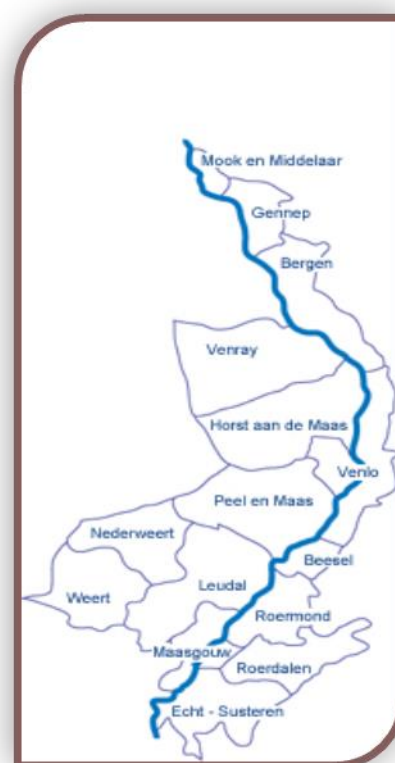 Mook en Middelaar
Gennep
Bergen
Venray
Horst aan de Maas
Venlo
Peel en Maas
Nederweert
Beesel
Leudal
Weert
Roermond
Maasgouw
Roerdalen
Echt - Susteren